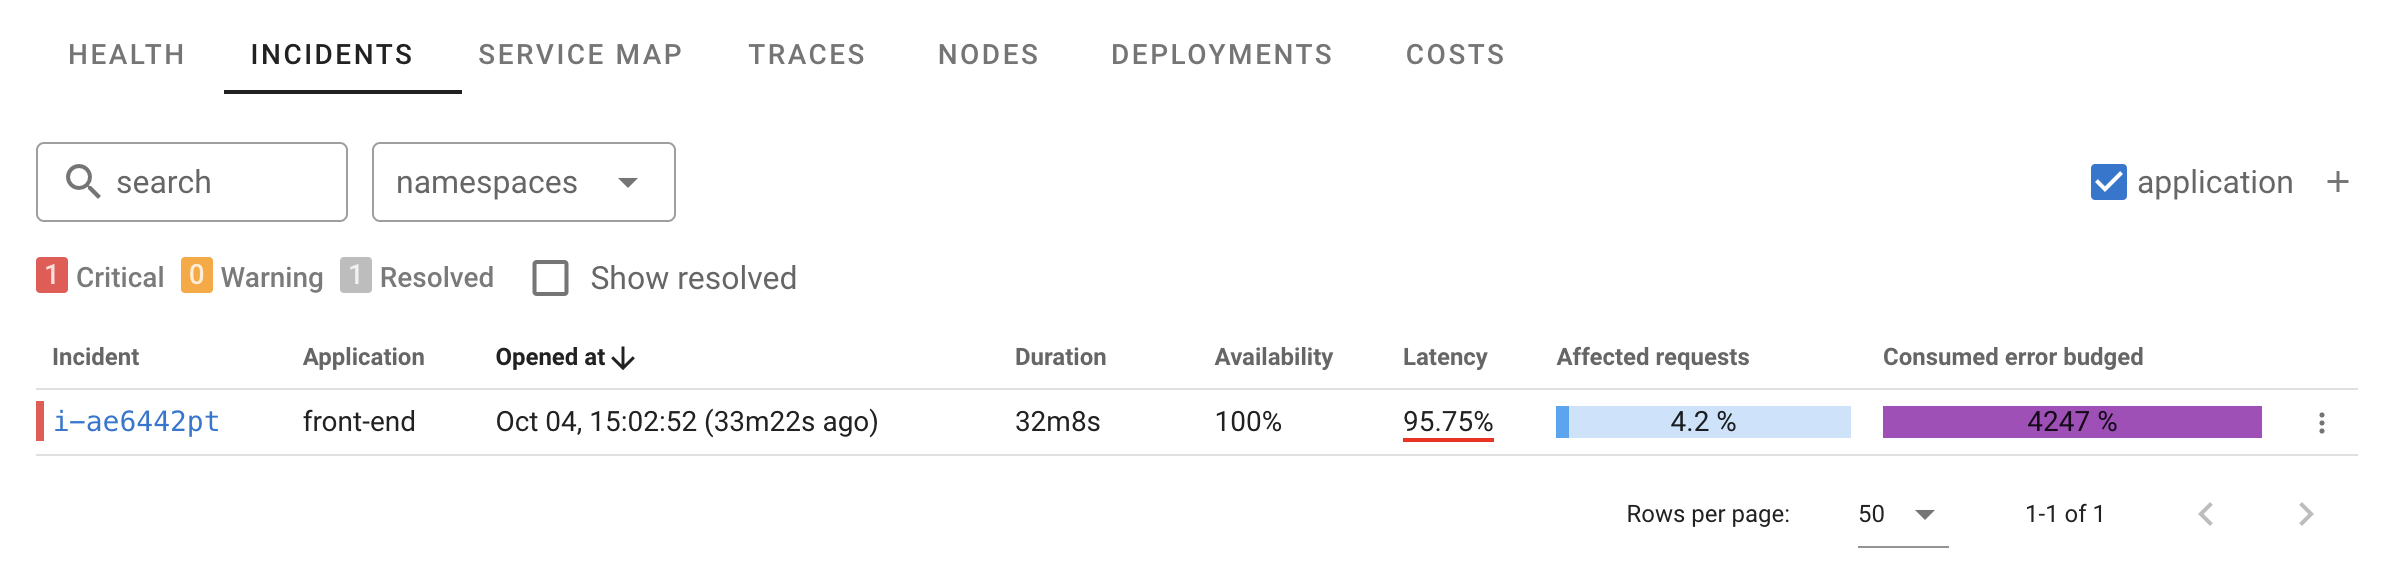 HEALTH INCIDENTS SERVICE MAP TRACES NODES DEPLOYMENTS COSTS
search namespaces application +
1 Critical 0 Warning 1 Resolved Show resolved
Incident Application Opened at Duration Availability Latency Affected requests Consumed error budged
i-ae6442pt front-end Oct 04, 15:02:52 (33m22s ago) 32m8s 100% 95.75% 4.2 % 4247 %
Rows per page: 50 1-1 of 1